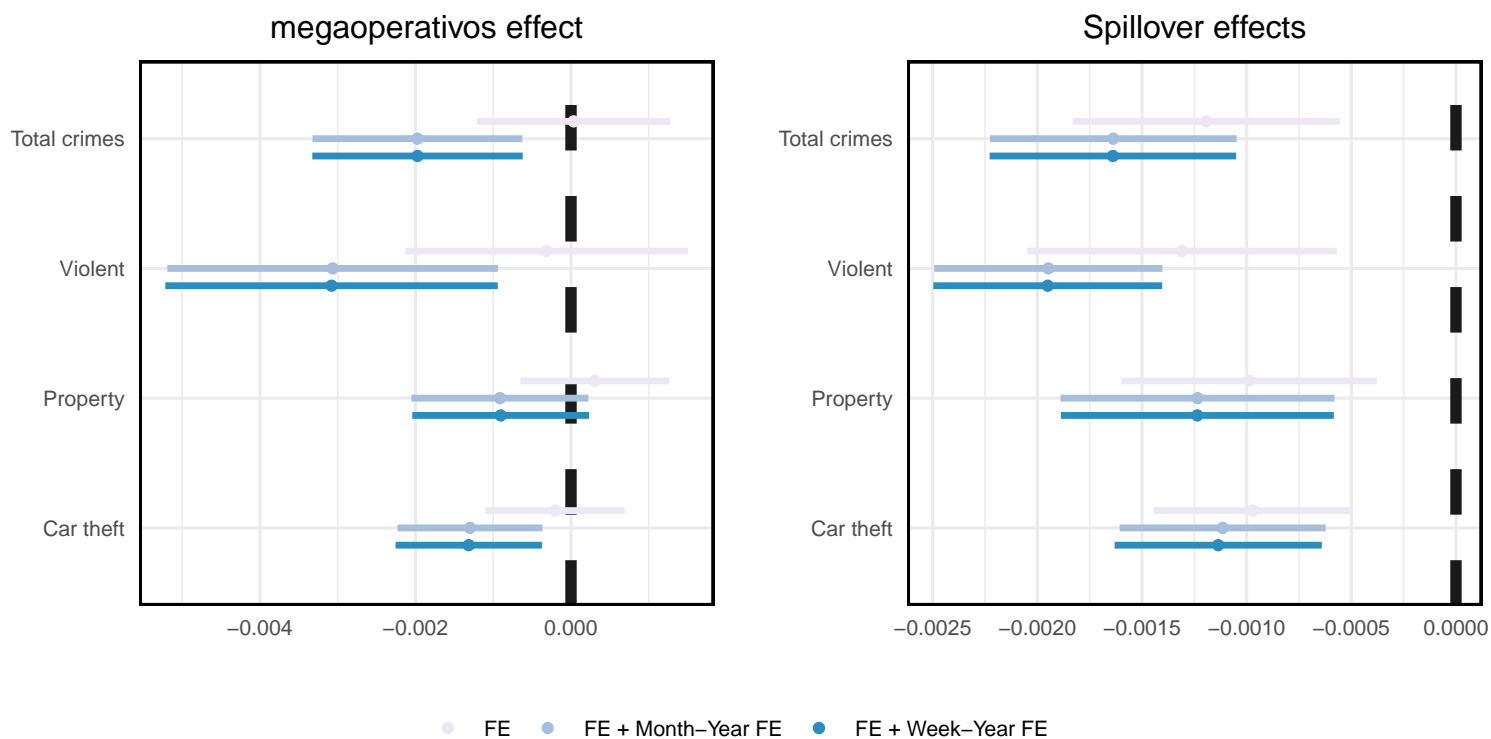 megaoperativos effect
Total crimes
Violent
Property
Car theft
−0.004 −0.002 0.000
Spillover effects
Total crimes
Violent
Property
Car theft
−0.0025 −0.0020 −0.0015 −0.0010 −0.0005 0.0000
FE FE + Month−Year FE FE + Week−Year FE